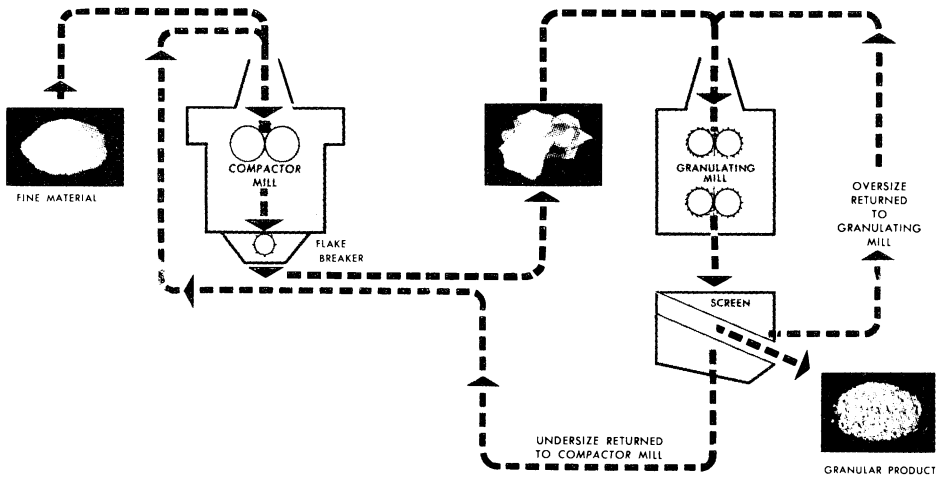 FINE MATERIAL
COMPACTOR
MILL
FLAKE
BREAKER
GRANULATING
MILL
OVERSIZE
RETURNED
TO
GRANULATING
MILL
SCREEN
UNDERSIZE RETURNED
TO COMPACTOR MILL
GRANULAR PRODUCT